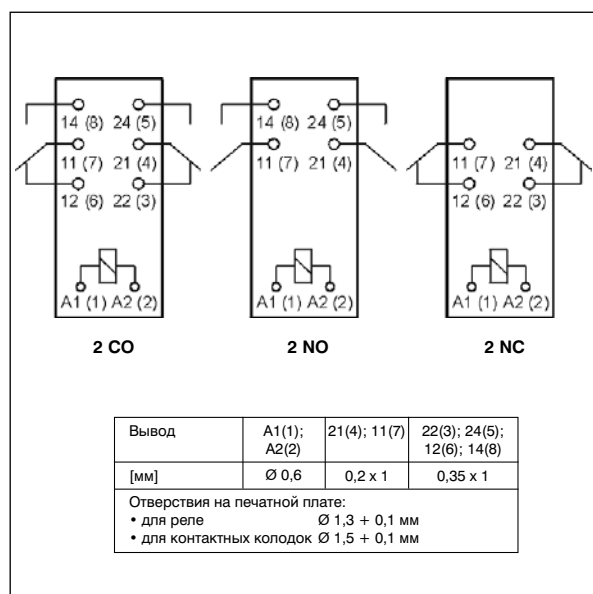 14 (8) 24 (5)
11 (7) 21 (4)
12 (6) 22 (3)
A1 (1) A2 (2)
2 CO
14 (8) 24 (5)
11 (7) 21 (4)
A1 (1) A2 (2)
2 NO
11 (7) 21 (4)
12 (6) 22 (3)
A1 (1) A2 (2)
2 NC
Вывод A1(1); A2(2) 21(4); 11(7) 22(3); 24(5); 12(6); 14(8)
[мм] Ø 0,6 0,2 x 1 0,35 x 1
Отверствия на печатной плате:
• для реле Ø 1,3 + 0,1 мм
• для контактных колодок Ø 1,5 + 0,1 мм